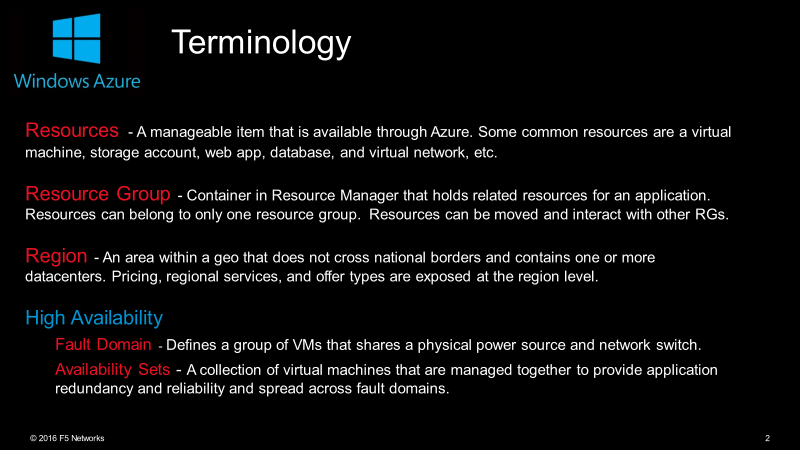 Windows Azure
Terminology
Resources - A manageable item that is available through Azure. Some common resources are a virtual
machine, storage account, web app, database, and virtual network, etc.
Resource Group - Container in Resource Manager that holds related resources for an application.
Resources can belong to only one resource group. Resources can be moved and interact with other RGs.
Region - An area within a geo that does not cross national borders and contains one or more
datacenters. Pricing, regional services, and offer types are exposed at the region level.
High Availability
Fault Domain - Defines a group of VMs that shares a physical power source and network switch.
Availability Sets - A collection of virtual machines that are managed together to provide application
redundancy and reliability and spread across fault domains.
© 2016 F5 Networks
2